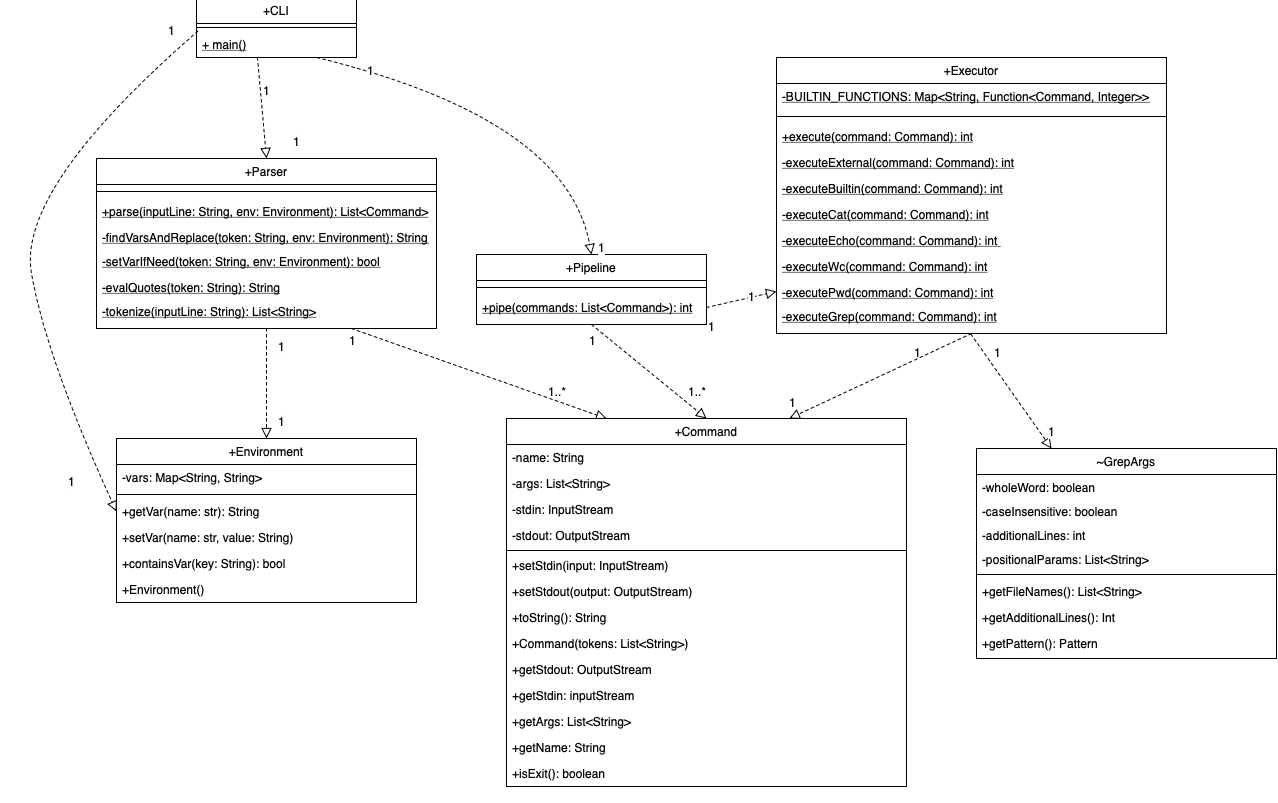 +CLI
+ main()
1
1
1
1
+Executor
-BUILTIN_FUNCTIONS: Map<String, Function<Command, Integer>>
+execute(command: Command): int
-executeExternal(command: Command): int
-executeBuiltin(command: Command): int
-executeCat(command: Command): int
-executeEcho(command: Command): int
-executeWc(command: Command): int
-executePwd(command: Command): int
-executeGrep(command: Command): int
+Parser
+parse(inputLine: String, env: Environment): List<Command>
-findVarsAndReplace(token: String, env: Environment): String
-setVarIfNeed(token: String, env: Environment): bool
-evalQuotes(token: String): String
-tokenize(inputLine: String): List<String>
1
+Pipeline
+pipe(commands: List<Command>): int
1
1
1
1
1
1
1
1
1..*
1..*
1
1
1
1
+Environment
-vars: Map<String, String>
+getVar(name: str): String
+setVar(name: str, value: String)
+containsVar(key: String): bool
+Environment()
+Command
-name: String
-args: List<String>
-stdin: InputStream
-stdout: OutputStream
+setStdin(input: InputStream)
+setStdout(output: OutputStream)
+toString(): String
+Command(tokens: List<String>)
+getStdout: OutputStream
+getStdin: inputStream
+getArgs: List<String>
+getName: String
+isExit(): boolean
~GrepArgs
-wholeWord: boolean
-caseInsensitive: boolean
-additionalLines: int
-positionalParams: List<String>
+getFileNames(): List<String>
+getAdditionalLines(): Int
+getPattern(): Pattern